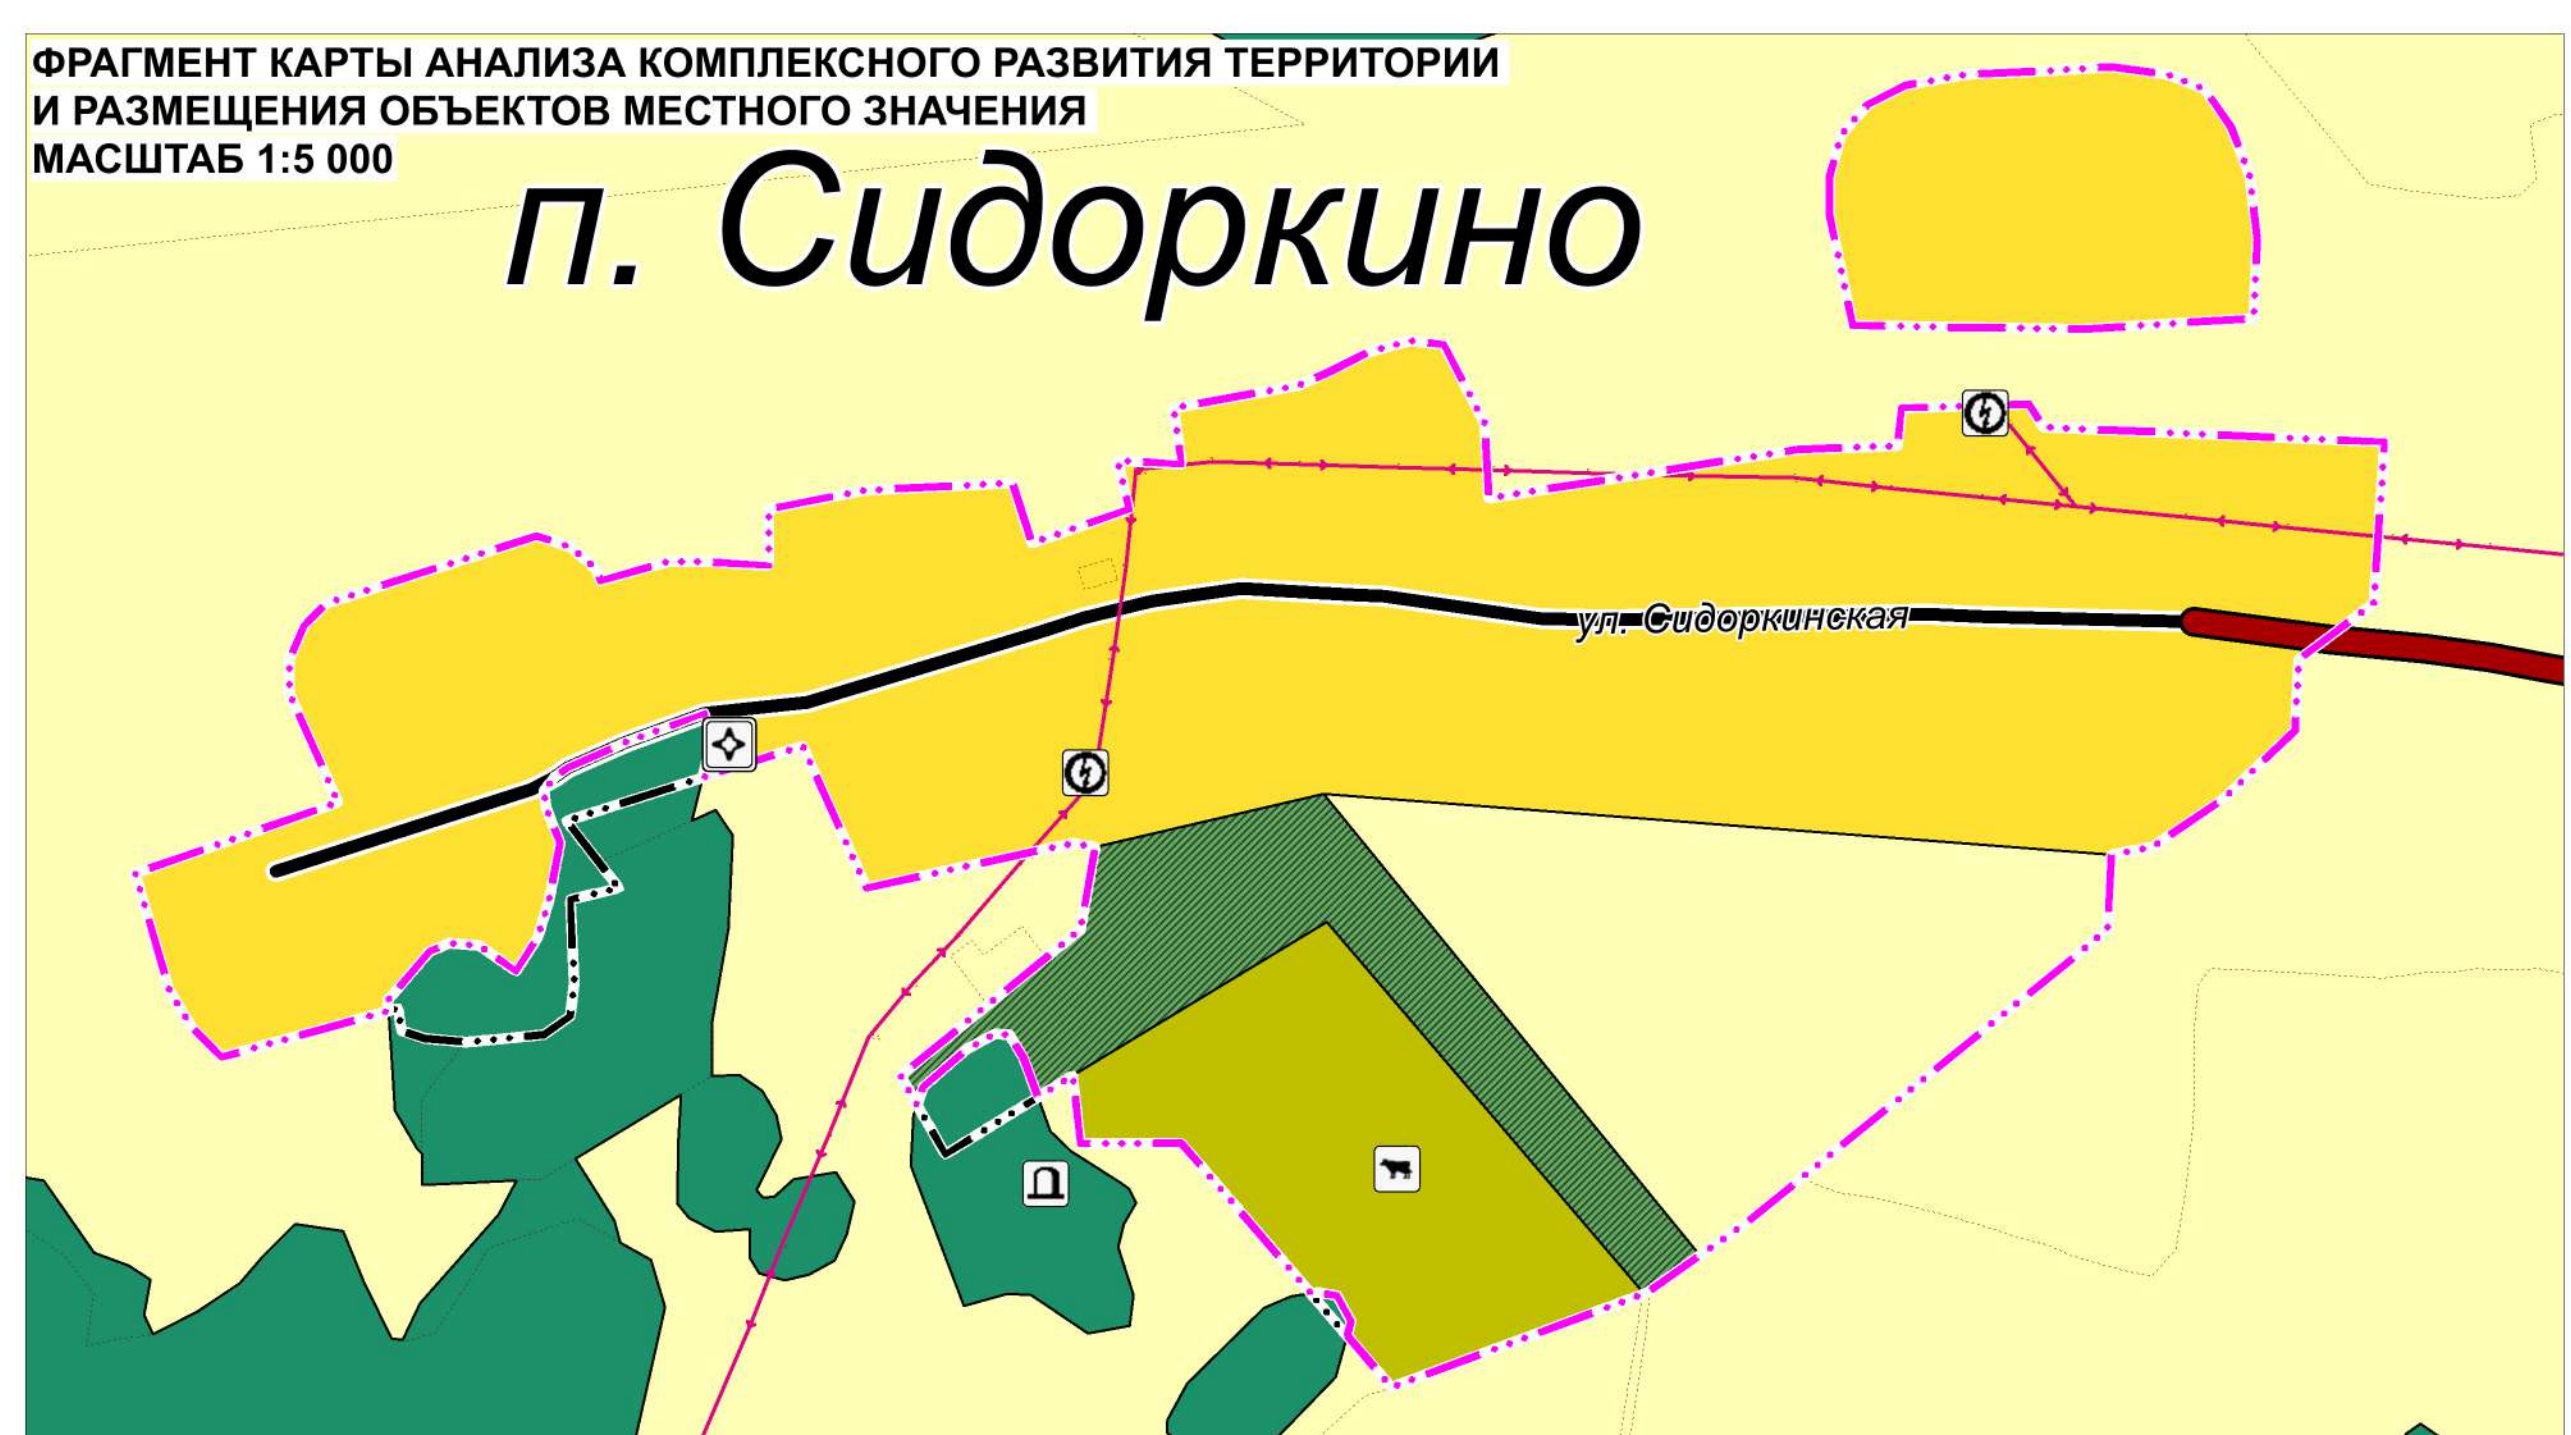 ФРАГМЕНТ КАРТЫ АНАЛИЗА КОМПЛЕКСНОГО РАЗВИТИЯ ТЕРРИТОРИИ
И РАЗМЕЩЕНИЯ ОБЪЕКТОВ МЕСТНОГО ЗНАЧЕНИЯ
МАСШТАБ 1:5 000
п. Сидоркино
ул. Сидоркинская